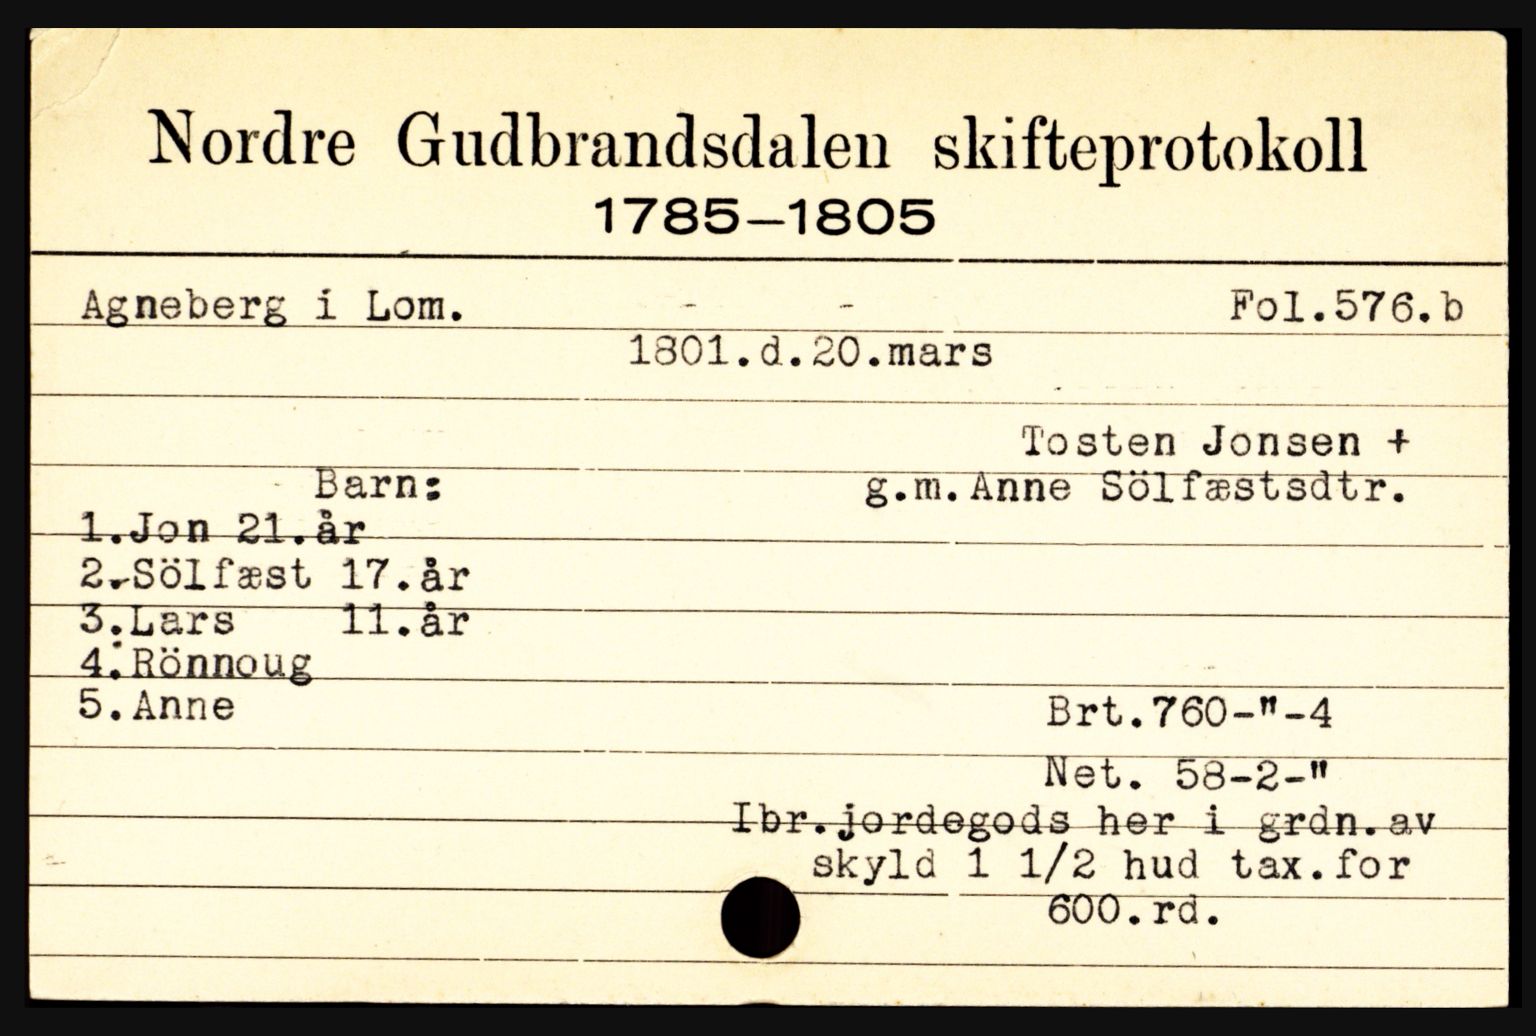 Nordre Gudbrandsdalen skifteprotokoll
1785-1805
Agneberg i Lom. - - Fol.576.b
1801.d.20.mars
Tosten Jonsen +
g.m.Anne Sölfæstsdtr.
Barn:
1.Jon 21.år
2.Sölfæst 17.år
3.Lars 11.år
4.Rönnoug
5.Anne
Brt.760-"-4
Net. 58-2-"
Ibr.jordegods her i grdn.av
skyld 1 1/2 hud tax.for
600.rd.